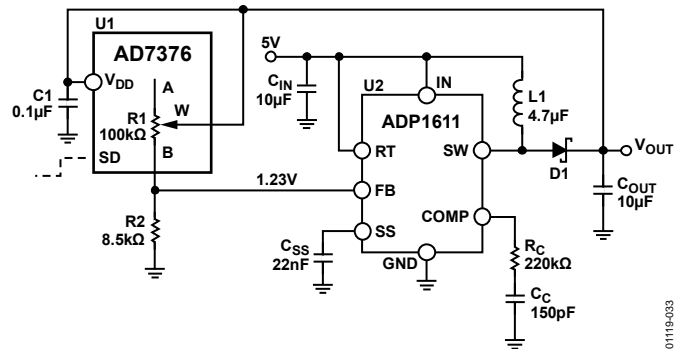 U1
AD7376
VDD
A
R1
100kΩ
W
B
SD
C1
0.1µF
1.23V
R2
8.5kΩ
5V
CIN
10µF
U2
IN
ADP1611
RT
SW
FB
COMP
SS
GND
CSS
22nF
L1
4.7µF
D1
VOUT
COUT
10µF
RC
220kΩ
CC
150pF
01119-033